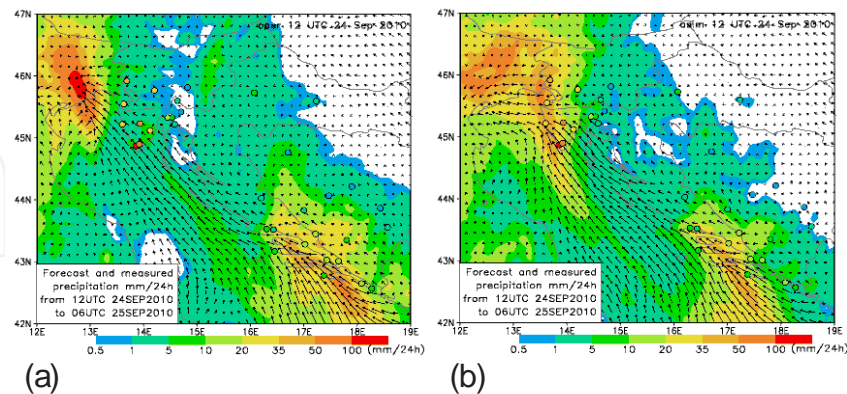 oper 12 UTC 24 Sep 2010
47N
46N
45N
44N
43N
42N
Forecast and measured
precipitation mm/24h
from 12UTC 24SEP2010
to 06UTC 25SEP2010
12E 13E 14E 15E 16E 17E 18E 19E
0.5 1 5 10 20 35 50 100 (mm/24h)
(a)
12 UTC 24 Sep 2010
47N
46N
45N
44N
43N
42N
Forecast and measured
precipitation mm/24h
from 12UTC 24SEP2010
to 06UTC 25SEP2010
12E 13E 14E 15E 16E 17E 18E 19E
0.5 1 5 10 20 35 50 100 (mm/24h)
(b)